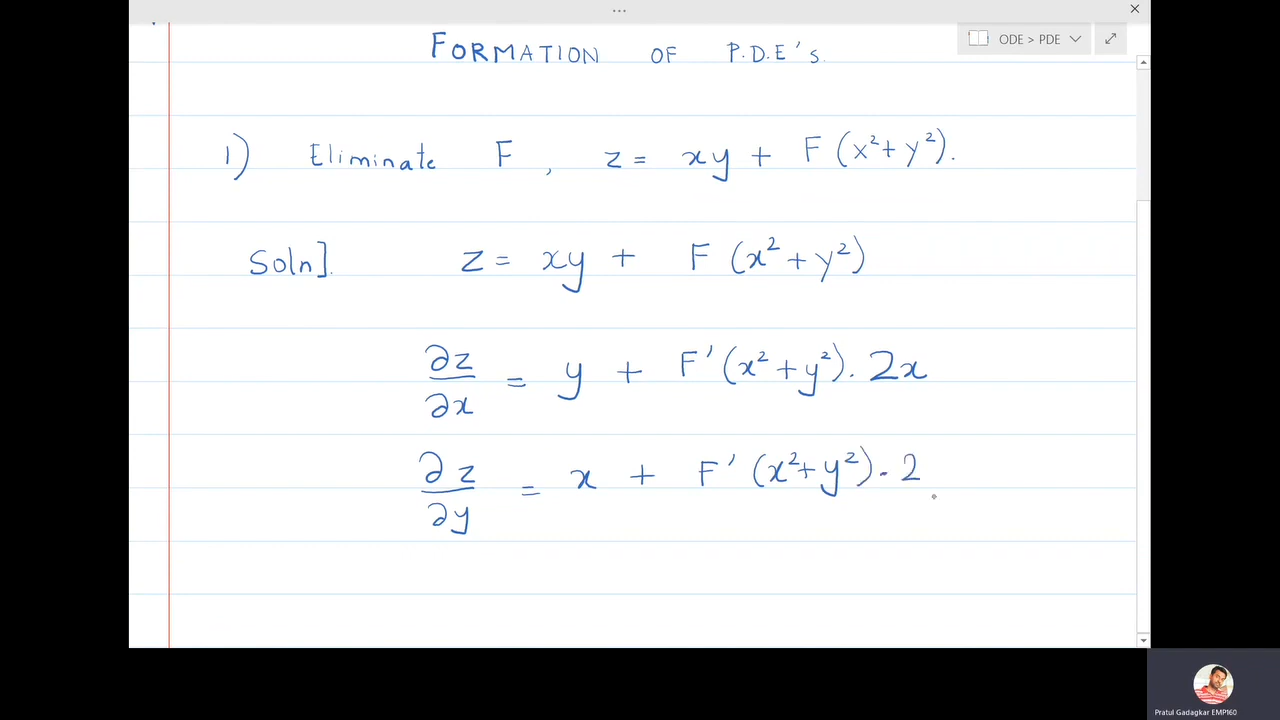 ODE > PDE
FORMATION OF P.D.E's.
1) Eliminate F, z = xy + F(x²+y²).
Soln]. z = xy + F(x²+y²)
∂z/∂x = y + F'(x²+y²). 2x
∂z/∂y = x + F'(x²+y²) · 2
Pratul Gadagkar EMP160